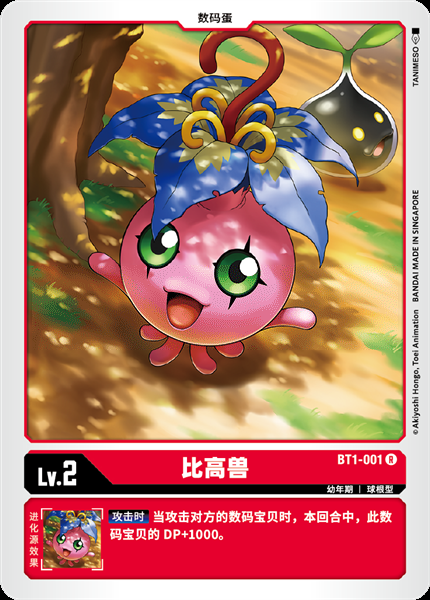 数码蛋
TANIMESO
© Akiyoshi Hongo, Toei Animation BANDAI MADE IN SINGAPORE
BT1-001 R
Lv.2
比高兽
幼年期 | 球根型
进化源效果
攻击时 当攻击对方的数码宝贝时，本回合中，此数
码宝贝的 DP+1000。